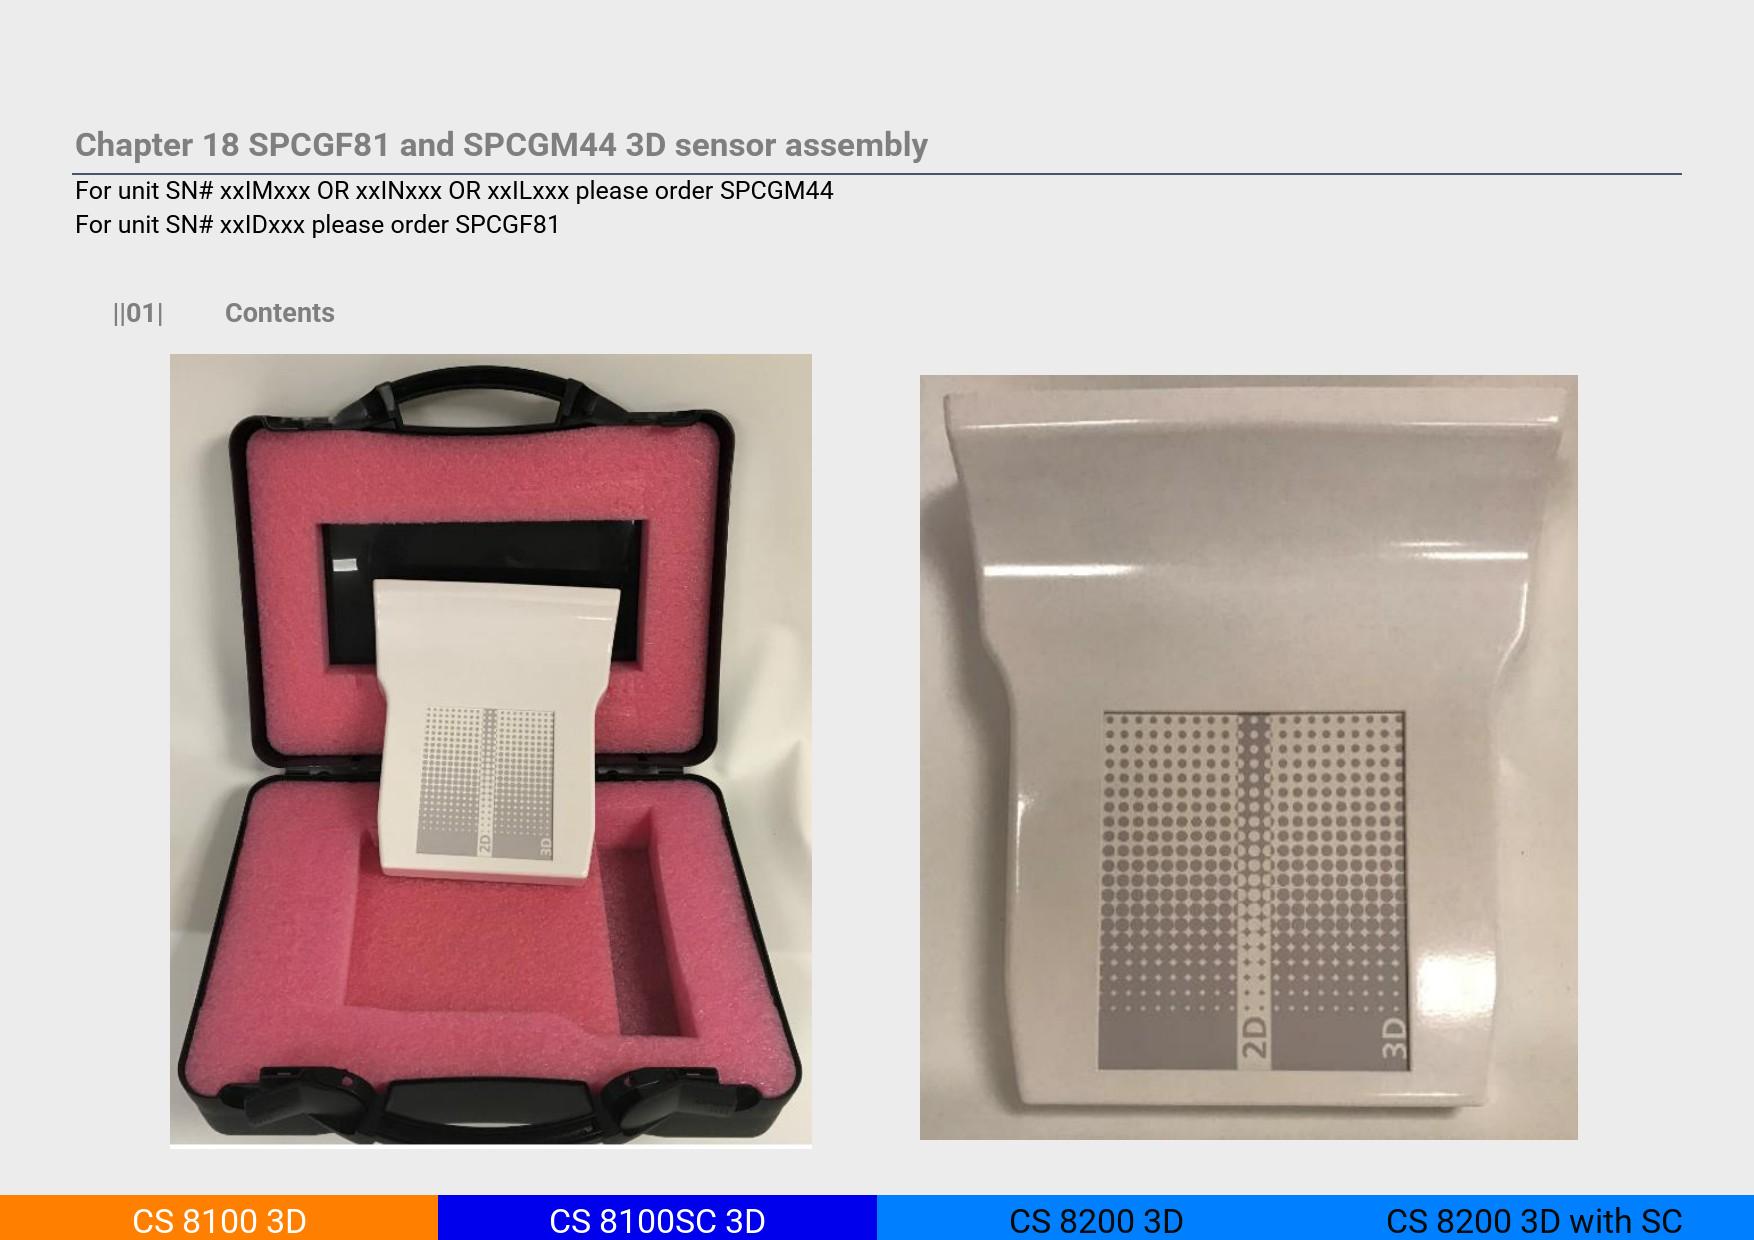 Chapter 18 SPCGF81 and SPCGM44 3D sensor assembly
For unit SN# xxIMxxx OR xxINxxx OR xxILxxx please order SPCGM44
For unit SN# xxIDxxx please order SPCGF81
||01| Contents
2D
3D
2D
3D
CS 8100 3D
CS 8100SC 3D
CS 8200 3D
CS 8200 3D with SC